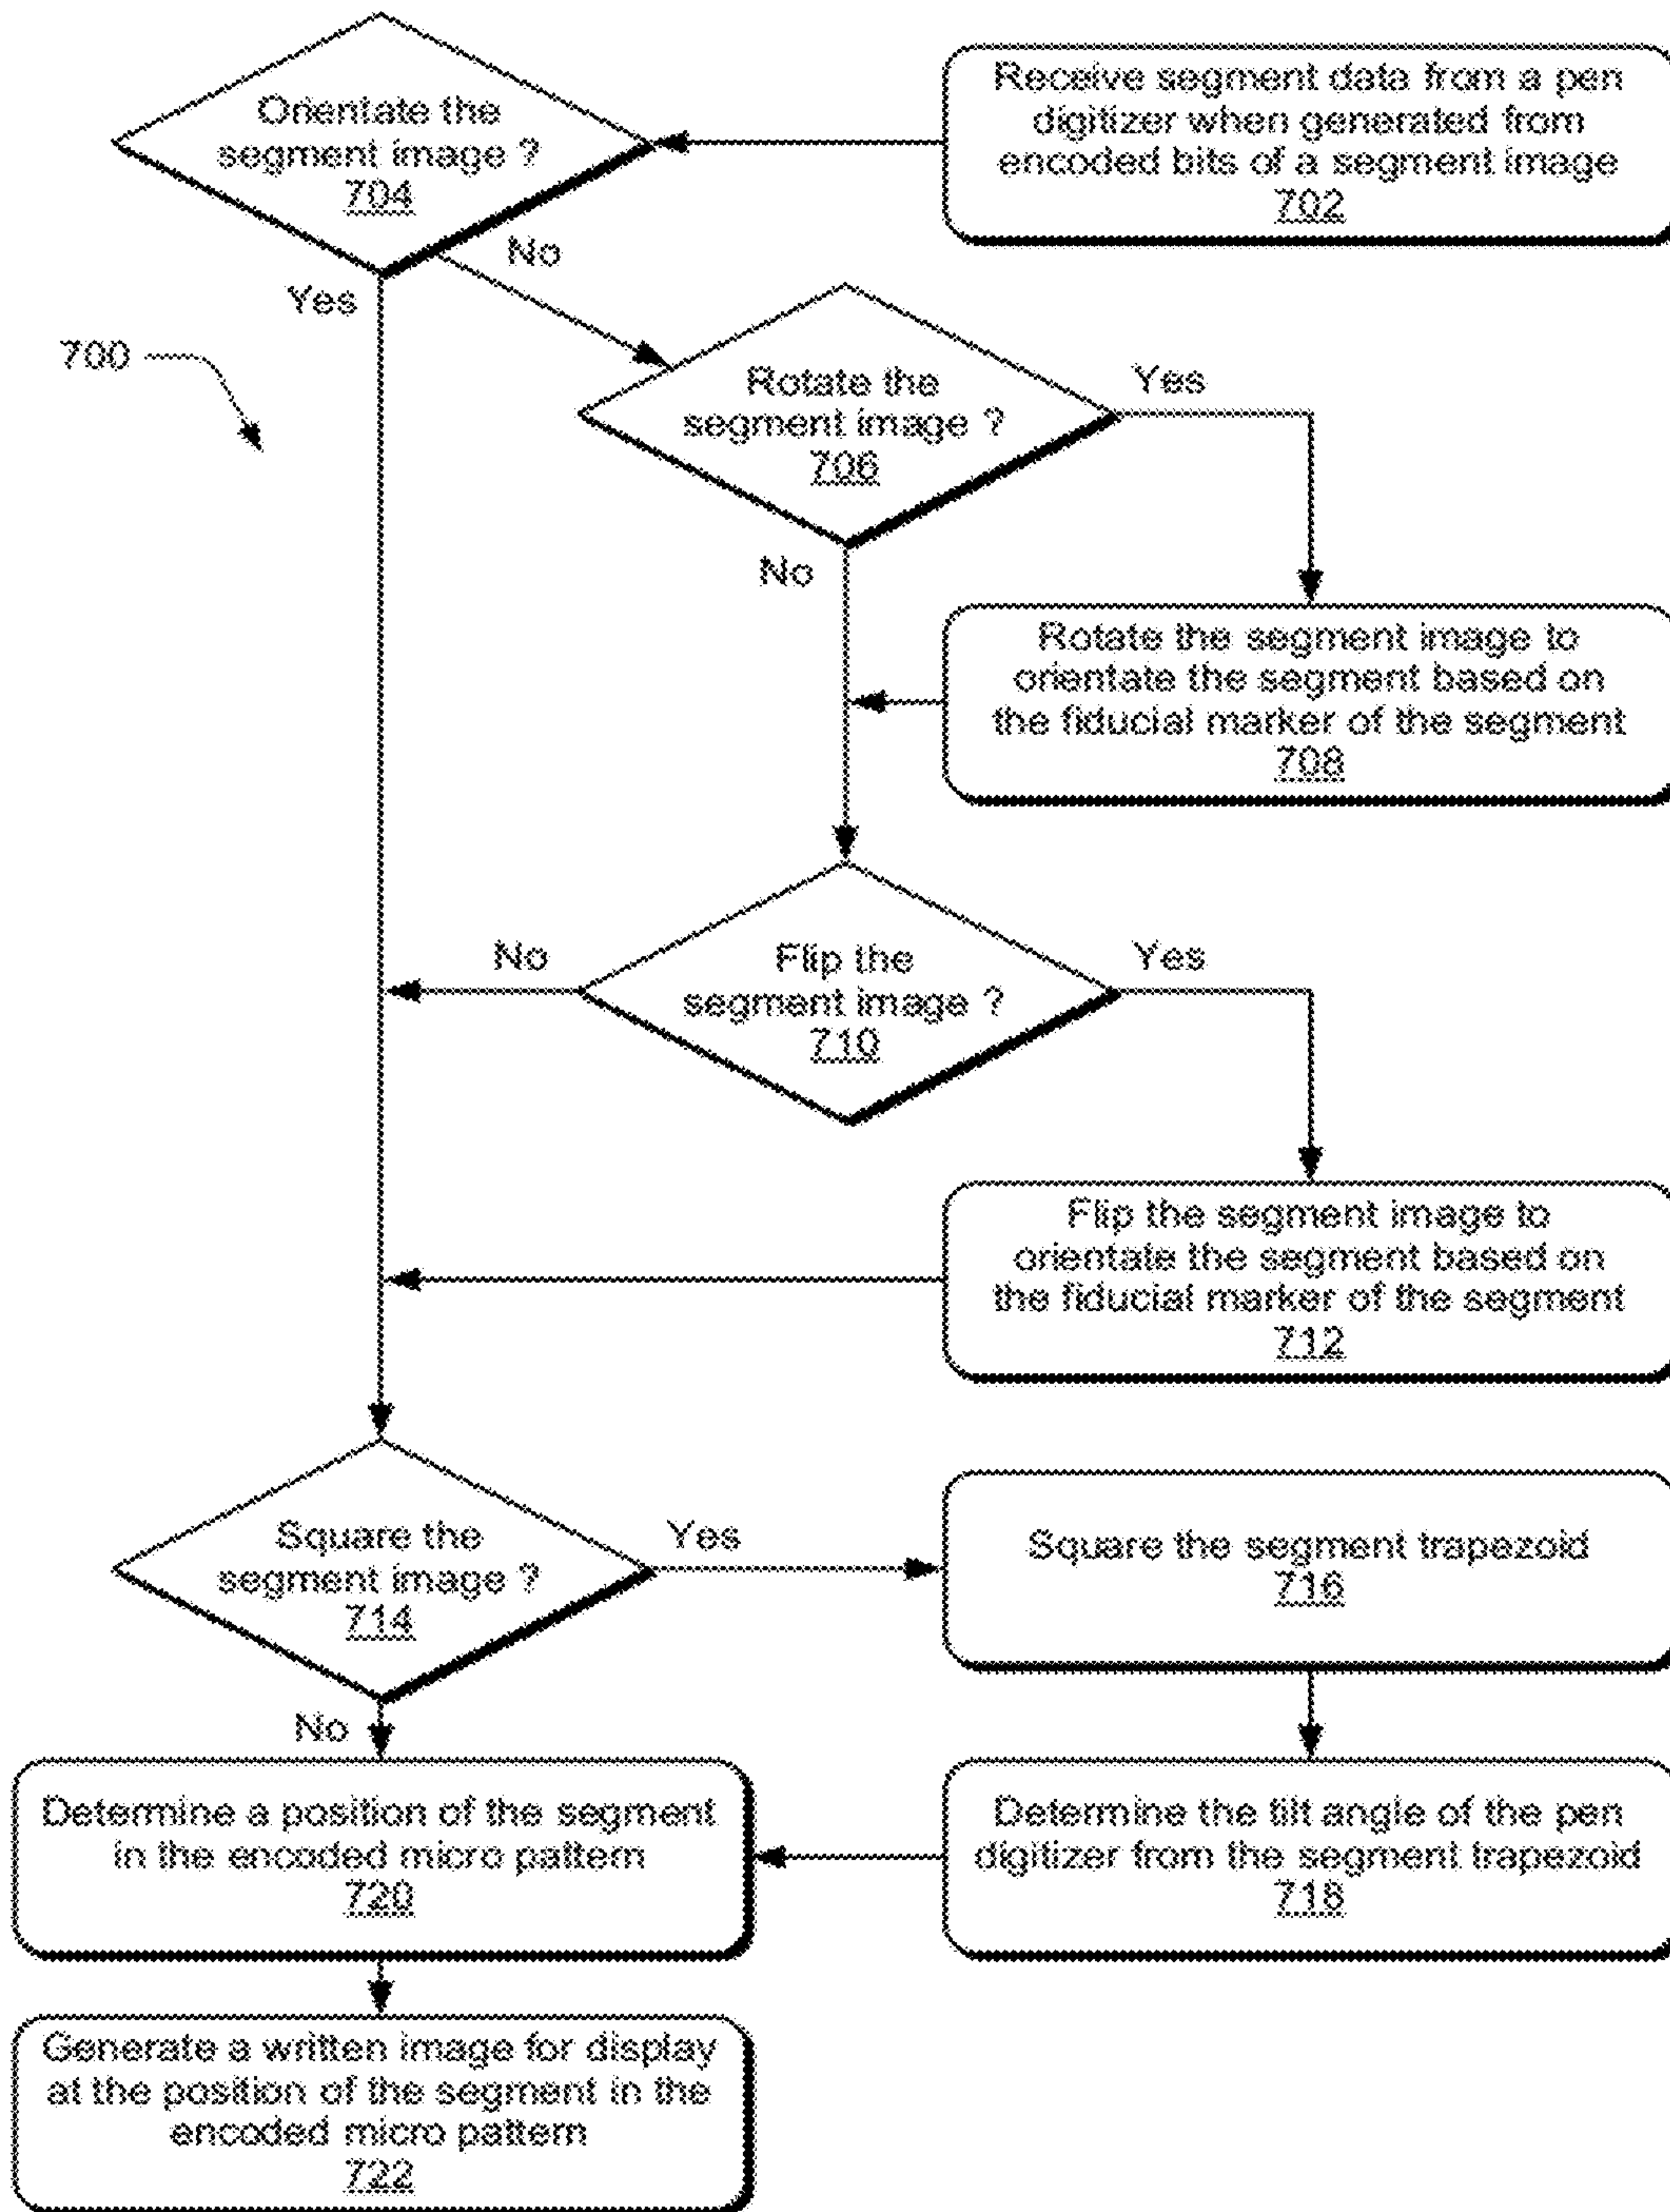 Orientate the
segment image ?
704
Receive segment data from a pen
digitizer when generated from
encoded bits of a segment image
702
No
Yes
700
Rotate the
segment image ?
706
Yes
No
Rotate the segment image to
orientate the segment based on
the fiducial marker of the segment
708
No
Flip the
segment image ?
710
Yes
Flip the segment image to
orientate the segment based on
the fiducial marker of the segment
712
Square the
segment image ?
714
Yes
Square the segment trapezoid
716
No
Determine a position of the segment
in the encoded micro pattern
720
Determine the tilt angle of the pen
digitizer from the segment trapezoid
718
Generate a written image for display
at the position of the segment in the
encoded micro pattern
722